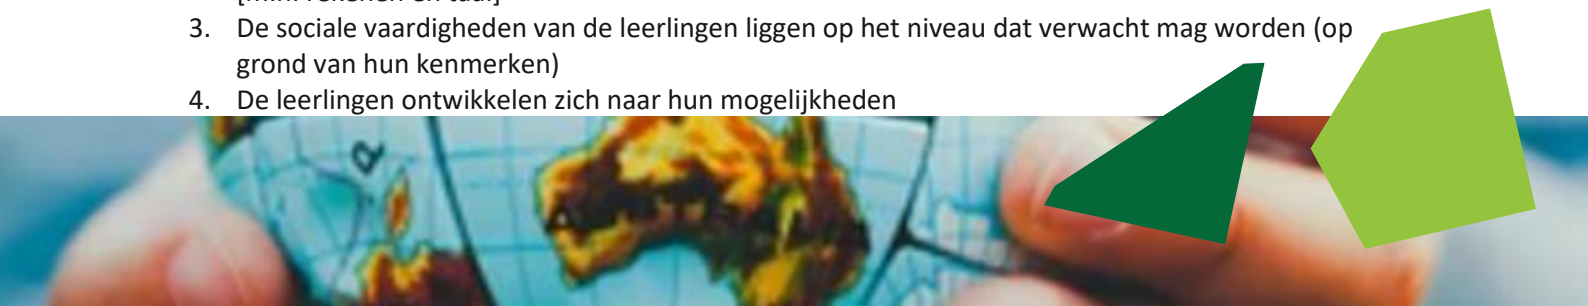 3. De sociale vaardigheden van de leerlingen liggen op het niveau dat verwacht mag worden (op
grond van hun kenmerken)
4. De leerlingen ontwikkelen zich naar hun mogelijkheden